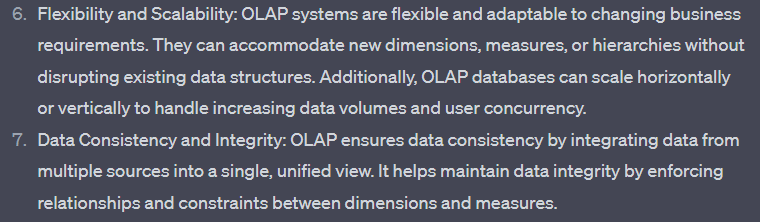 6. Flexibility and Scalability: OLAP systems are flexible and adaptable to changing business
requirements. They can accommodate new dimensions, measures, or hierarchies without
disrupting existing data structures. Additionally, OLAP databases can scale horizontally
or vertically to handle increasing data volumes and user concurrency.
7. Data Consistency and Integrity: OLAP ensures data consistency by integrating data from
multiple sources into a single, unified view. It helps maintain data integrity by enforcing
relationships and constraints between dimensions and measures.